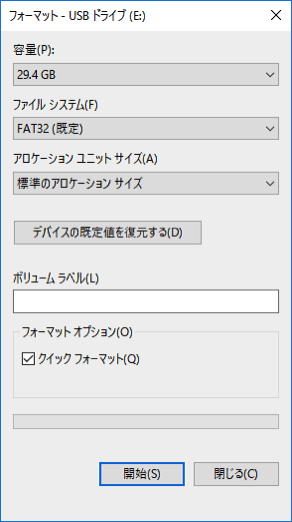 フォーマット - USB ドライブ (E:)
容量(P):
29.4 GB
ファイル システム(F)
FAT32 (既定)
アロケーション ユニット サイズ(A)
標準のアロケーション サイズ
デバイスの既定値を復元する(D)
ボリューム ラベル(L)
フォーマット オプション(O)
クイック フォーマット(Q)
開始(S)
閉じる(C)